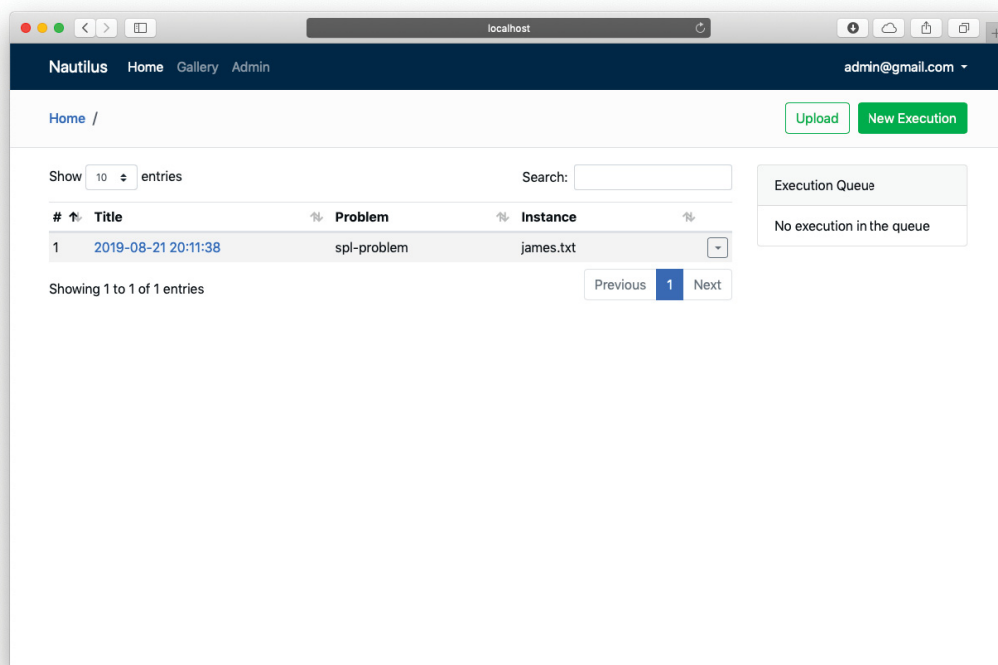 localhost
Nautilus Home Gallery Admin admin@gmail.com
Home / Upload New Execution
Show 10 entries Search:
Execution Queue
# Title Problem Instance
No execution in the queue
1 2019-08-21 20:11:38 spl-problem james.txt
Showing 1 to 1 of 1 entries Previous 1 Next